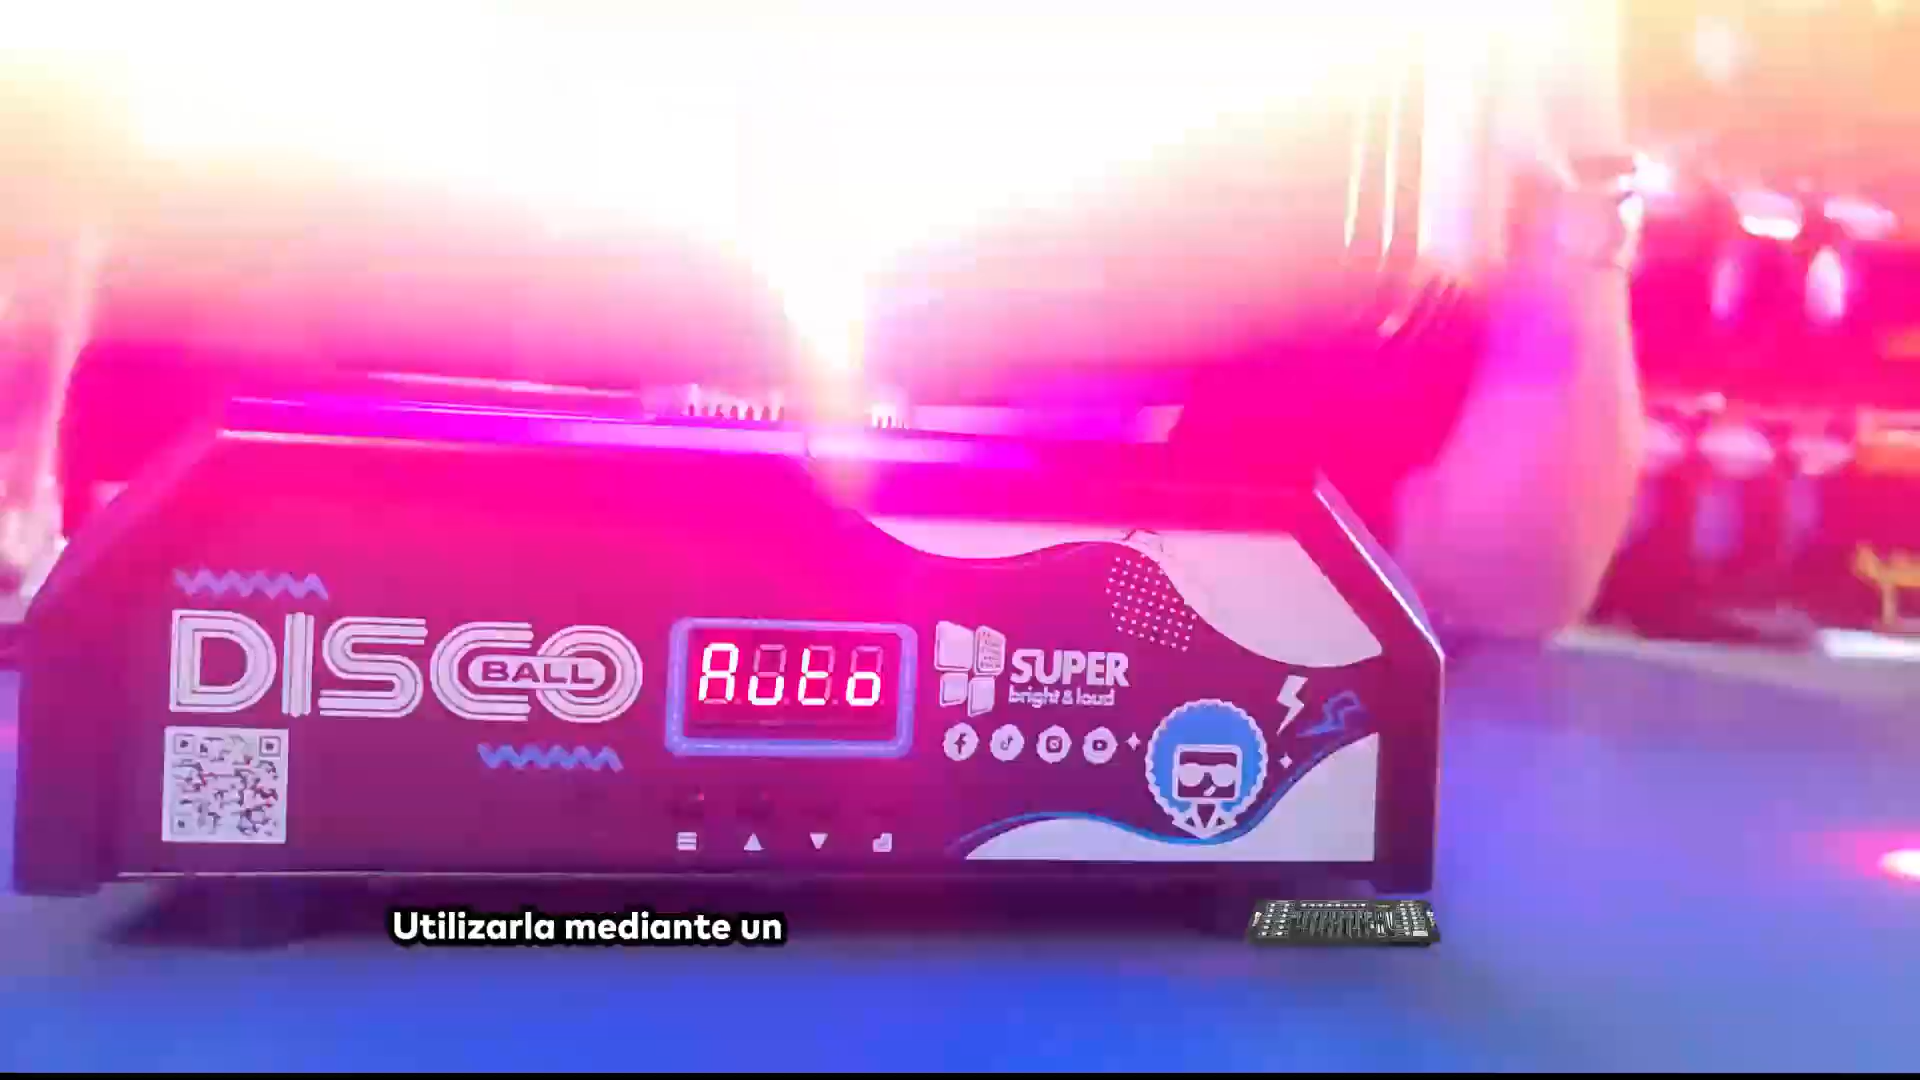 DISCO
BALL
Auto
SUPER
bright & loud
Utilizarla mediante un